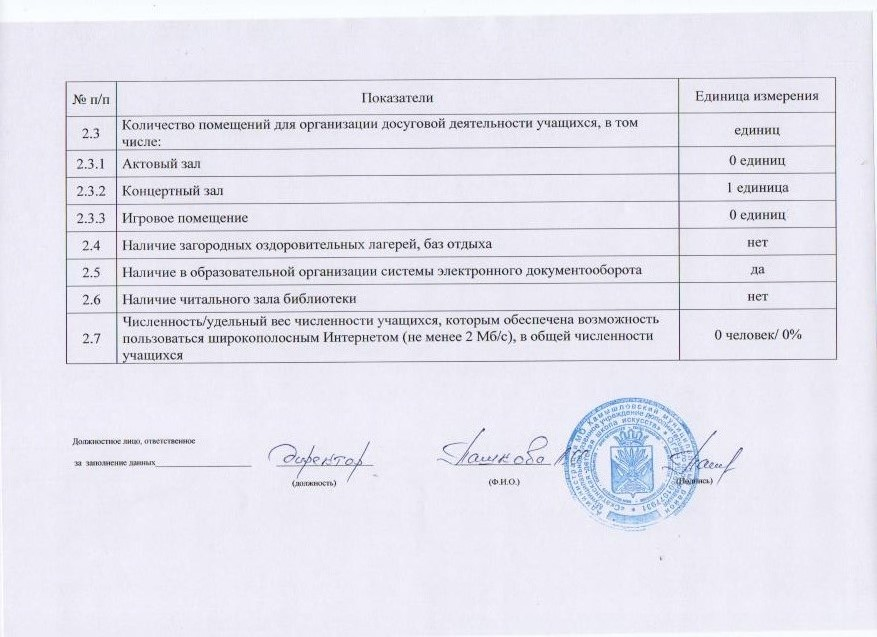 № п/п Показатели Единица измерения
2.3 Количество помещений для организации досуговой деятельности учащихся, в том числе: единиц
2.3.1 Актовый зал 0 единиц
2.3.2 Концертный зал 1 единица
2.3.3 Игровое помещение 0 единиц
2.4 Наличие загородных оздоровительных лагерей, баз отдыха нет
2.5 Наличие в образовательной организации системы электронного документооборота да
2.6 Наличие читального зала библиотеки нет
2.7 Численность/удельный вес численности учащихся, которым обеспечена возможность
пользоваться широкополосным Интернетом (не менее 2 Мб/с), в общей численности
учащихся 0 человек/ 0%
Должностное лицо, ответственное
за заполнение данных директор Пашкова
(должность) (Ф.И.О.) (Подпись)